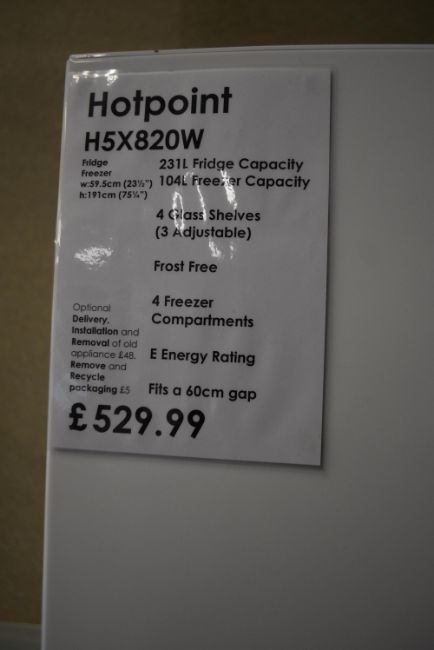 Hotpoint
H5X820W
Fridge
Freezer
w:59.5cm (23½")
h:191cm (75¼")
231L Fridge Capacity
104L Freezer Capacity
4 Glass Shelves
(3 Adjustable)
Frost Free
4 Freezer
Compartments
E Energy Rating
Fits a 60cm gap
Optional
Delivery,
Installation and
Removal of old
appliance £48.
Remove and
Recycle
packaging £5
£529.99